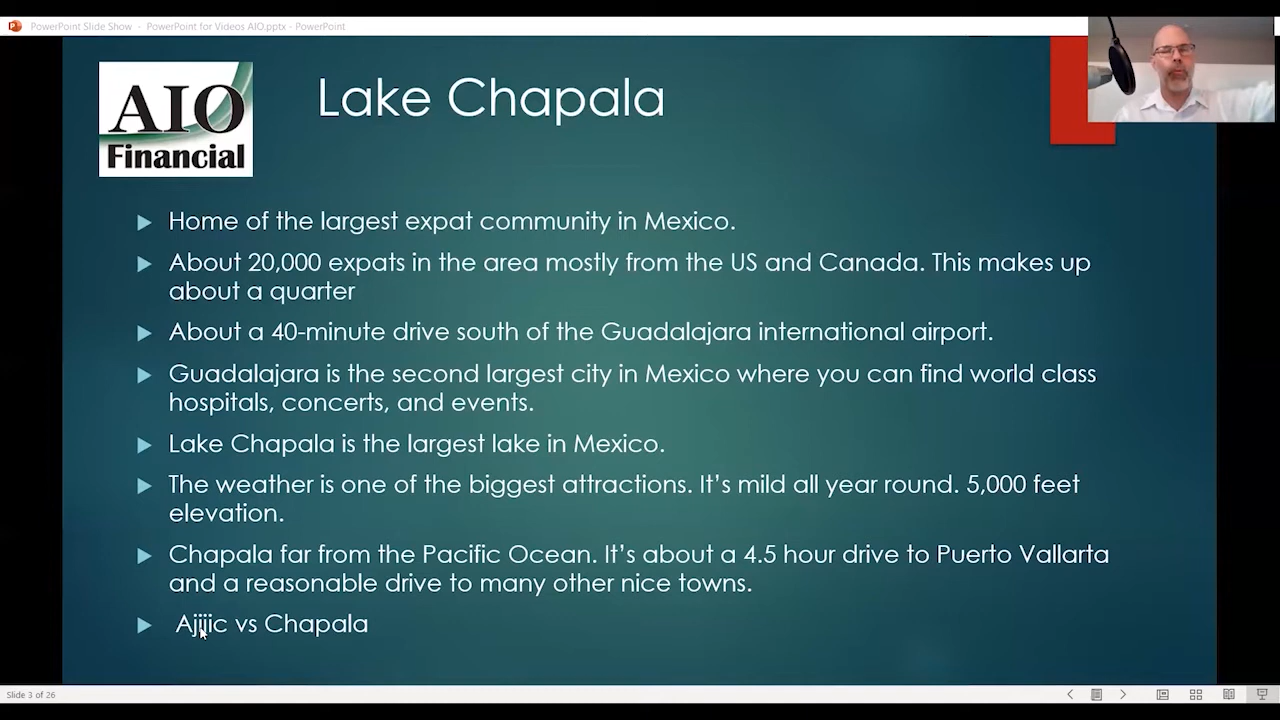 PowerPoint Slide Show - PowerPoint for Videos AIO.pptx - PowerPoint
AIO
Financial
Lake Chapala
Home of the largest expat community in Mexico.
About 20,000 expats in the area mostly from the US and Canada. This makes up
about a quarter
About a 40-minute drive south of the Guadalajara international airport.
Guadalajara is the second largest city in Mexico where you can find world class
hospitals, concerts, and events.
Lake Chapala is the largest lake in Mexico.
The weather is one of the biggest attractions. It's mild all year round. 5,000 feet
elevation.
Chapala far from the Pacific Ocean. It's about a 4.5 hour drive to Puerto Vallarta
and a reasonable drive to many other nice towns.
Ajijic vs Chapala
Slide 3 of 26